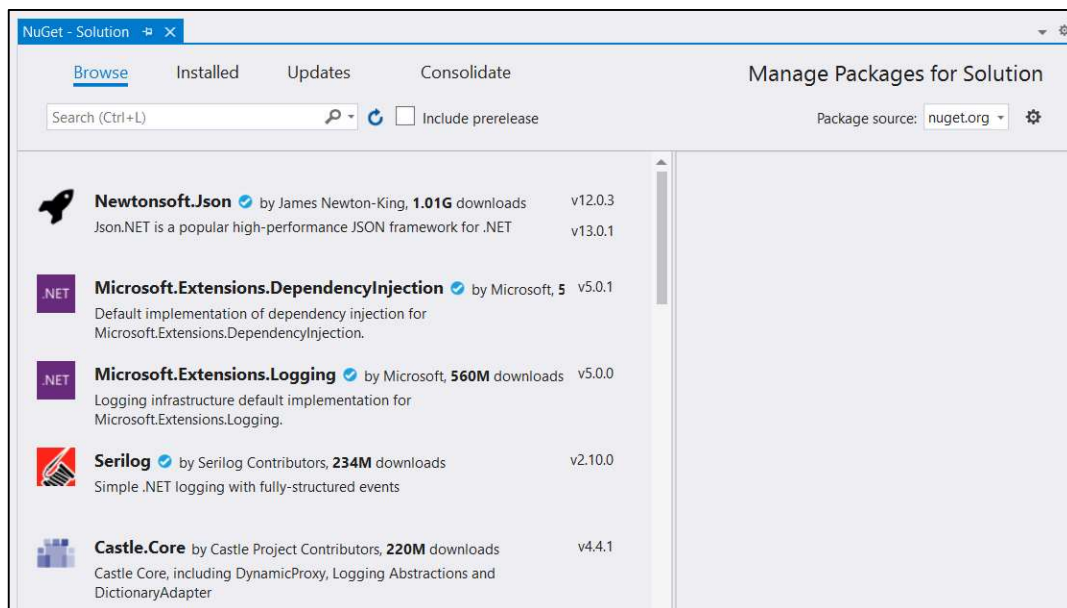 NuGet - Solution
Browse Installed Updates Consolidate Manage Packages for Solution
Search (Ctrl+L) Include prerelease Package source: nuget.org
Newtonsoft.Json by James Newton-King, 1.01G downloads v12.0.3
Json.NET is a popular high-performance JSON framework for .NET v13.0.1
.NET Microsoft.Extensions.DependencyInjection by Microsoft, 5 v5.0.1
Default implementation of dependency injection for
Microsoft.Extensions.DependencyInjection.
.NET Microsoft.Extensions.Logging by Microsoft, 560M downloads v5.0.0
Logging infrastructure default implementation for
Microsoft.Extensions.Logging.
Serilog by Serilog Contributors, 234M downloads v2.10.0
Simple .NET logging with fully-structured events
Castle.Core by Castle Project Contributors, 220M downloads v4.4.1
Castle Core, including DynamicProxy, Logging Abstractions and
DictionaryAdapter